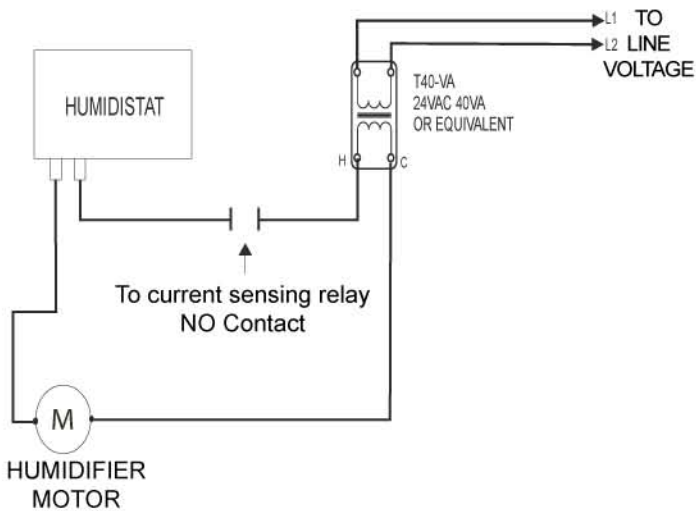 L1 TO
L2 LINE
VOLTAGE
HUMIDISTAT
T40-VA
24VAC 40VA
OR EQUIVALENT
H
C
To current sensing relay
NO Contact
M
HUMIDIFIER
MOTOR